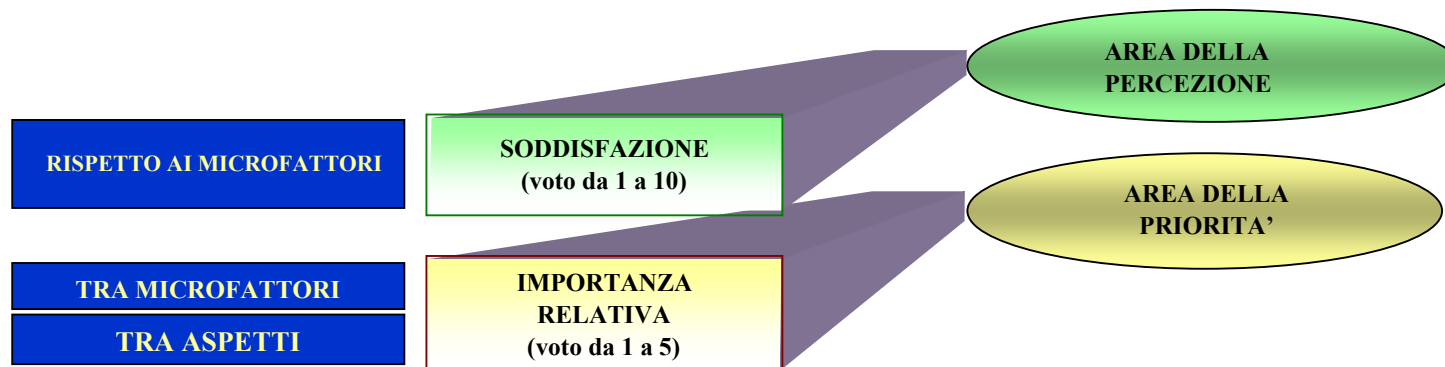 AREA DELLA
PERCEZIONE
RISPETTO AI MICROFATTORI
SODDISFAZIONE
(voto da 1 a 10)
AREA DELLA
PRIORITA’
TRA MICROFATTORI
TRA ASPETTI
IMPORTANZA
RELATIVA
(voto da 1 a 5)